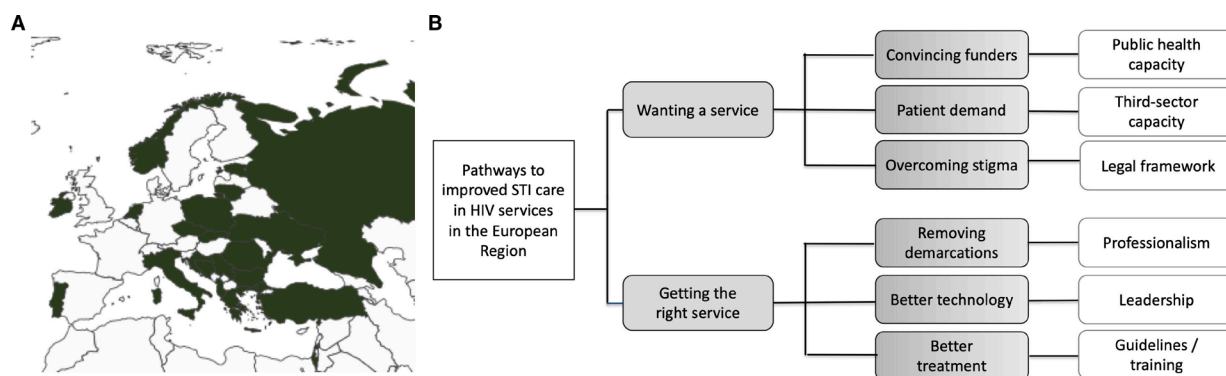 A
B
Pathways to
improved STI care
in HIV services
in the European
Region
Wanting a service
Convincing funders
Public health
capacity
Patient demand
Third-sector
capacity
Overcoming stigma
Legal framework
Getting the
right service
Removing
demarcations
Professionalism
Better technology
Leadership
Better
treatment
Guidelines /
training